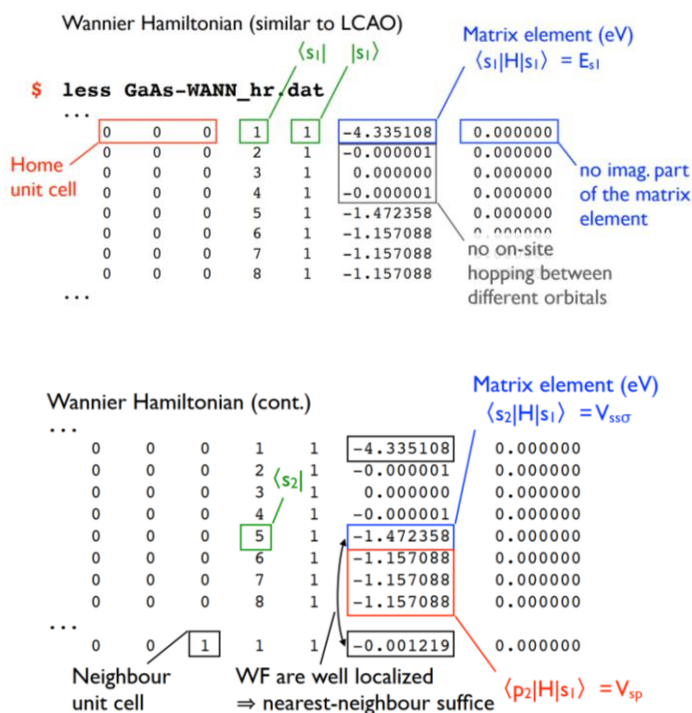 Wannier Hamiltonian (similar to LCAO)
⟨s₁| |s₁⟩
Matrix element (eV)
⟨s₁|H|s₁⟩ = Eₛ₁
$ less GaAs-WANN_hr.dat
...
0 0 0 1 1 -4.335108 0.000000
0 0 0 2 1 -0.000001 0.000000
0 0 0 3 1 0.000000 0.000000
0 0 0 4 1 -0.000001 0.000000
0 0 0 5 1 -1.472358 0.000000
0 0 0 6 1 -1.157088 0.000000
0 0 0 7 1 -1.157088 0.000000
0 0 0 8 1 -1.157088 0.000000
...
Home
unit cell
no imag. part
of the matrix
element
no on-site
hopping between
different orbitals
Wannier Hamiltonian (cont.)
Matrix element (eV)
⟨s₂|H|s₁⟩ = Vssσ
...
0 0 0 1 1 -4.335108 0.000000
0 0 0 2 1 -0.000001 0.000000
⟨s₂|
0 0 0 3 1 0.000000 0.000000
0 0 0 4 1 -0.000001 0.000000
0 0 0 5 1 -1.472358 0.000000
0 0 0 6 1 -1.157088 0.000000
0 0 0 7 1 -1.157088 0.000000
0 0 0 8 1 -1.157088 0.000000
...
0 0 1 1 1 -0.001219 0.000000
Neighbour
unit cell
WF are well localized
⇒ nearest-neighbour suffice
⟨p₂|H|s₁⟩ = Vsp